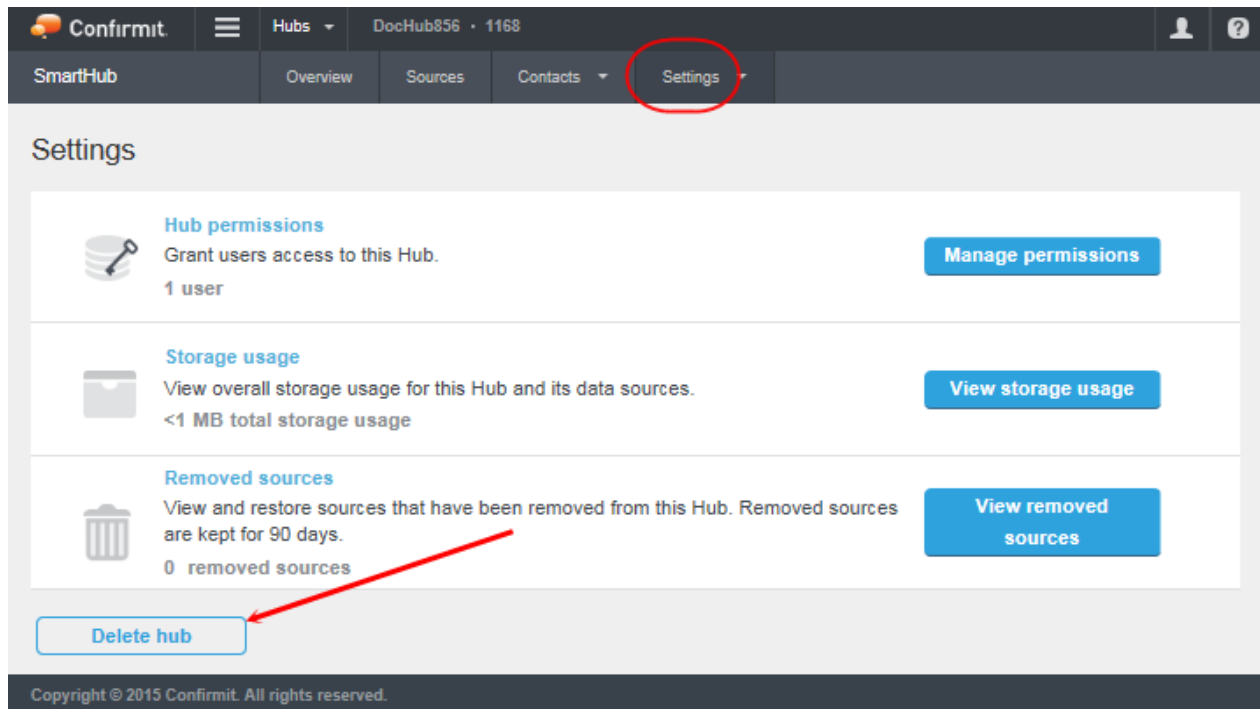 Confirmit. Hubs DocHub856 · 1168
SmartHub Overview Sources Contacts Settings
Settings
Hub permissions
Grant users access to this Hub.
1 user
Manage permissions
Storage usage
View overall storage usage for this Hub and its data sources.
<1 MB total storage usage
View storage usage
Removed sources
View and restore sources that have been removed from this Hub. Removed sources
are kept for 90 days.
0 removed sources
View removed
sources
Delete hub
Copyright © 2015 Confirmit. All rights reserved.